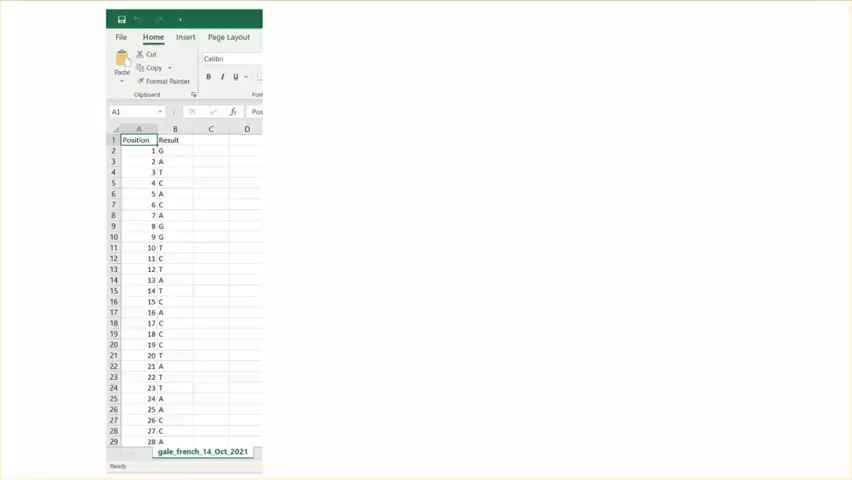 File Home Insert Page Layout
Cut
Calibri
Copy
Paste
Format Painter
B I U
Clipboard
A1 fx Pos
A B C D
1 Position Result
2 1 G
3 2 A
4 3 T
5 4 C
6 5 A
7 6 C
8 7 A
9 8 G
10 9 G
11 10 T
12 11 C
13 12 T
14 13 A
15 14 T
16 15 C
17 16 A
18 17 C
19 18 C
20 19 C
21 20 T
22 21 A
23 22 T
24 23 T
25 24 A
26 25 A
27 26 C
28 27 C
29 28 A
gale_french_14_Oct_2021
Ready